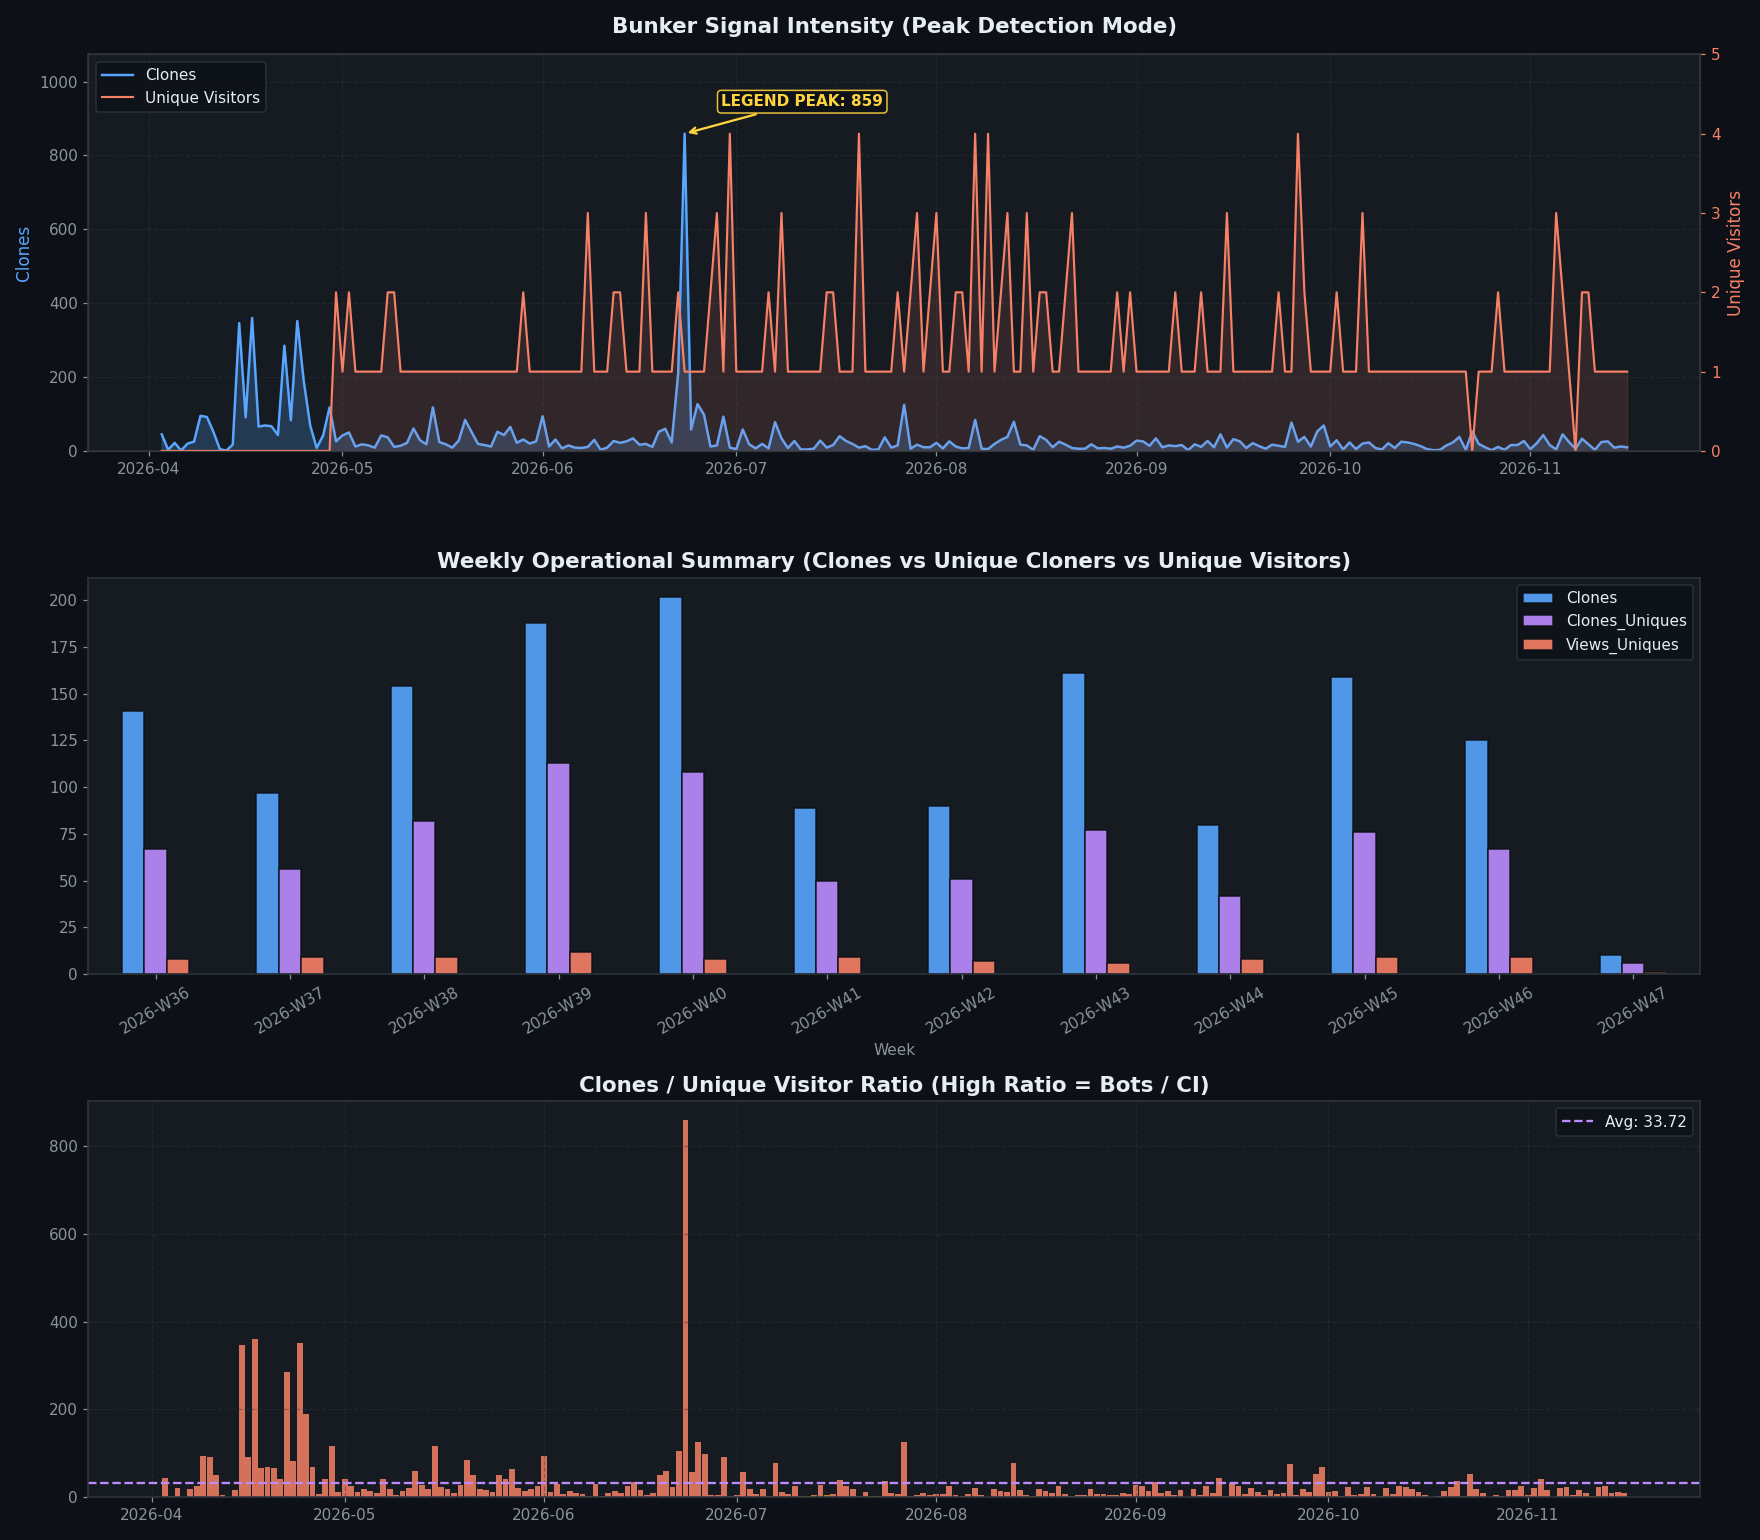 Bunker Signal Intensity (Peak Detection Mode)
Clones
Unique Visitors
LEGEND PEAK: 859
1000
800
600
400
200
0
Clones
5
4
3
2
1
0
Unique Visitors
2026-04 2026-05 2026-06 2026-07 2026-08 2026-09 2026-10 2026-11
Weekly Operational Summary (Clones vs Unique Cloners vs Unique Visitors)
Clones
Clones_Uniques
Views_Uniques
200
175
150
125
100
75
50
25
0
2026-W36 2026-W37 2026-W38 2026-W39 2026-W40 2026-W41 2026-W42 2026-W43 2026-W44 2026-W45 2026-W46 2026-W47
Week
Clones / Unique Visitor Ratio (High Ratio = Bots / CI)
Avg: 33.72
800
600
400
200
0
2026-04 2026-05 2026-06 2026-07 2026-08 2026-09 2026-10 2026-11